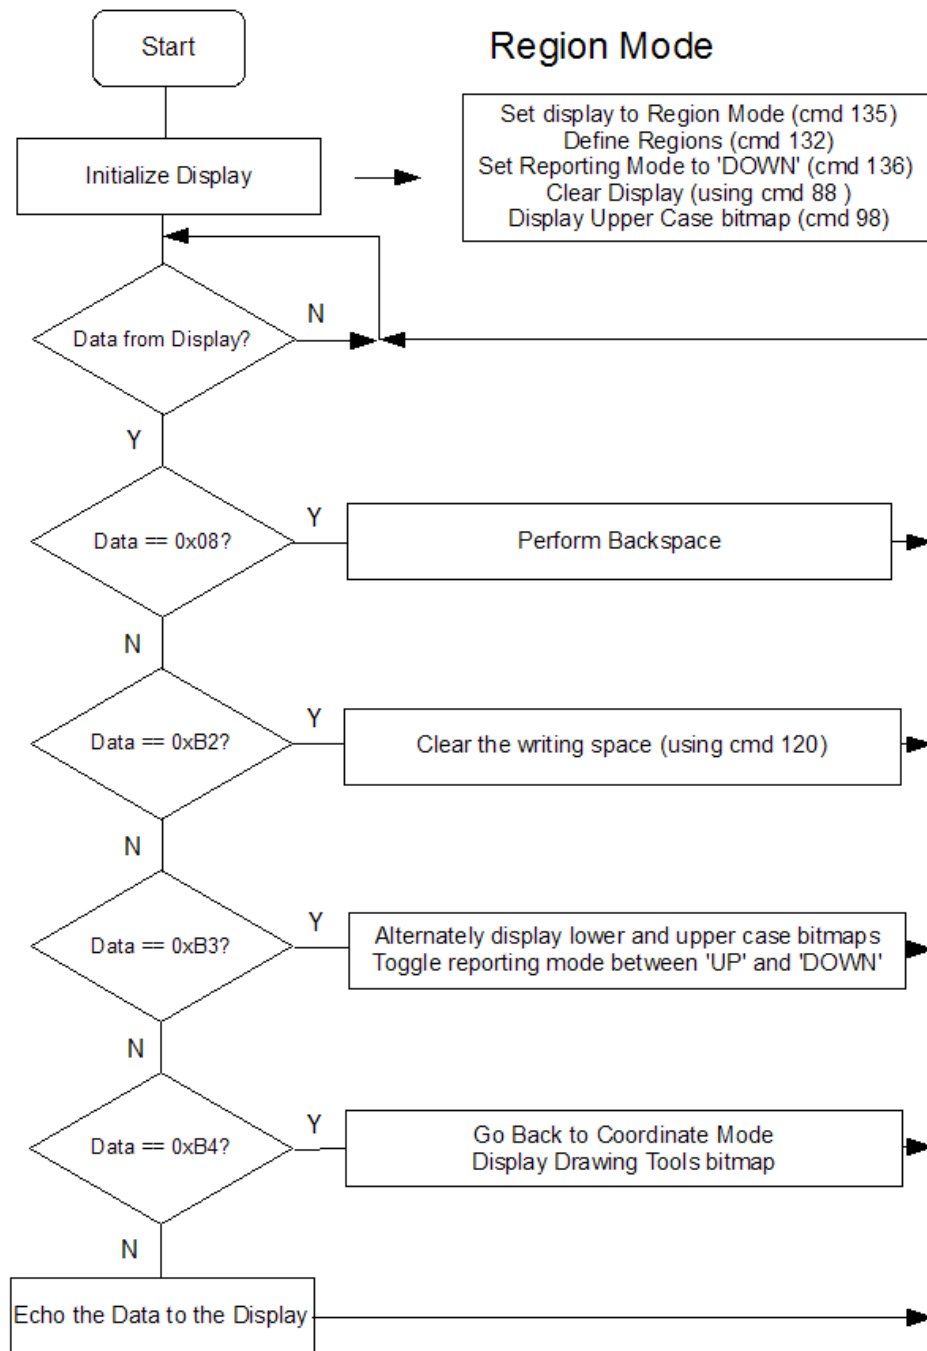 Start
Region Mode
Set display to Region Mode (cmd 135)
Define Regions (cmd 132)
Set Reporting Mode to 'DOWN' (cmd 136)
Clear Display (using cmd 88 )
Display Upper Case bitmap (cmd 98)
Initialize Display
Data from Display?
N
Y
Data == 0x08?
Y
Perform Backspace
N
Data == 0xB2?
Y
Clear the writing space (using cmd 120)
N
Data == 0xB3?
Y
Alternately display lower and upper case bitmaps
Toggle reporting mode between 'UP' and 'DOWN'
N
Data == 0xB4?
Y
Go Back to Coordinate Mode
Display Drawing Tools bitmap
N
Echo the Data to the Display